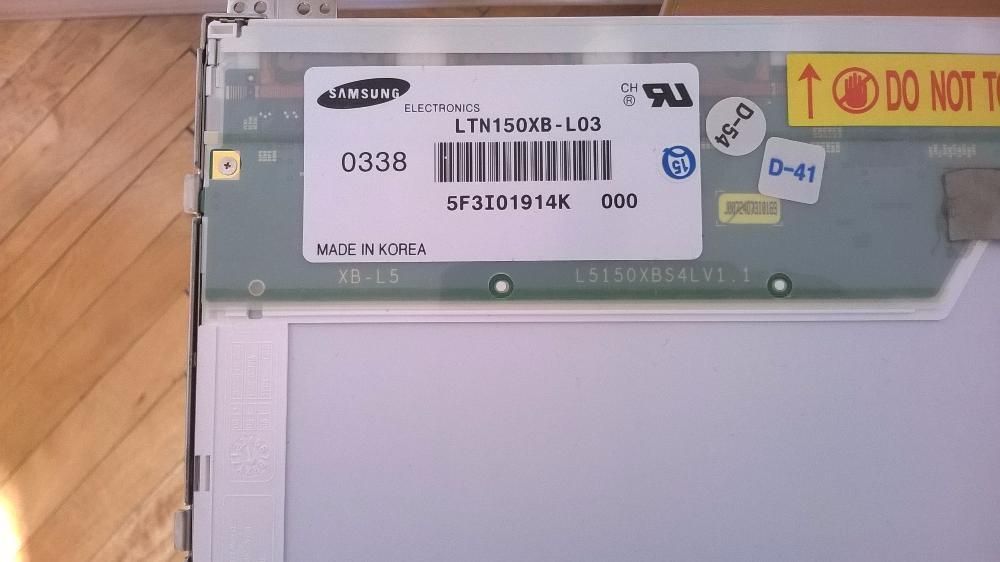 SAMSUNG
ELECTRONICS
CH
®
LTN150XB-L03
0338
15
5F3I01914K 000
MADE IN KOREA
D-54
D-41
DO NOT
XB-L5
L5150XBS4LV1.1